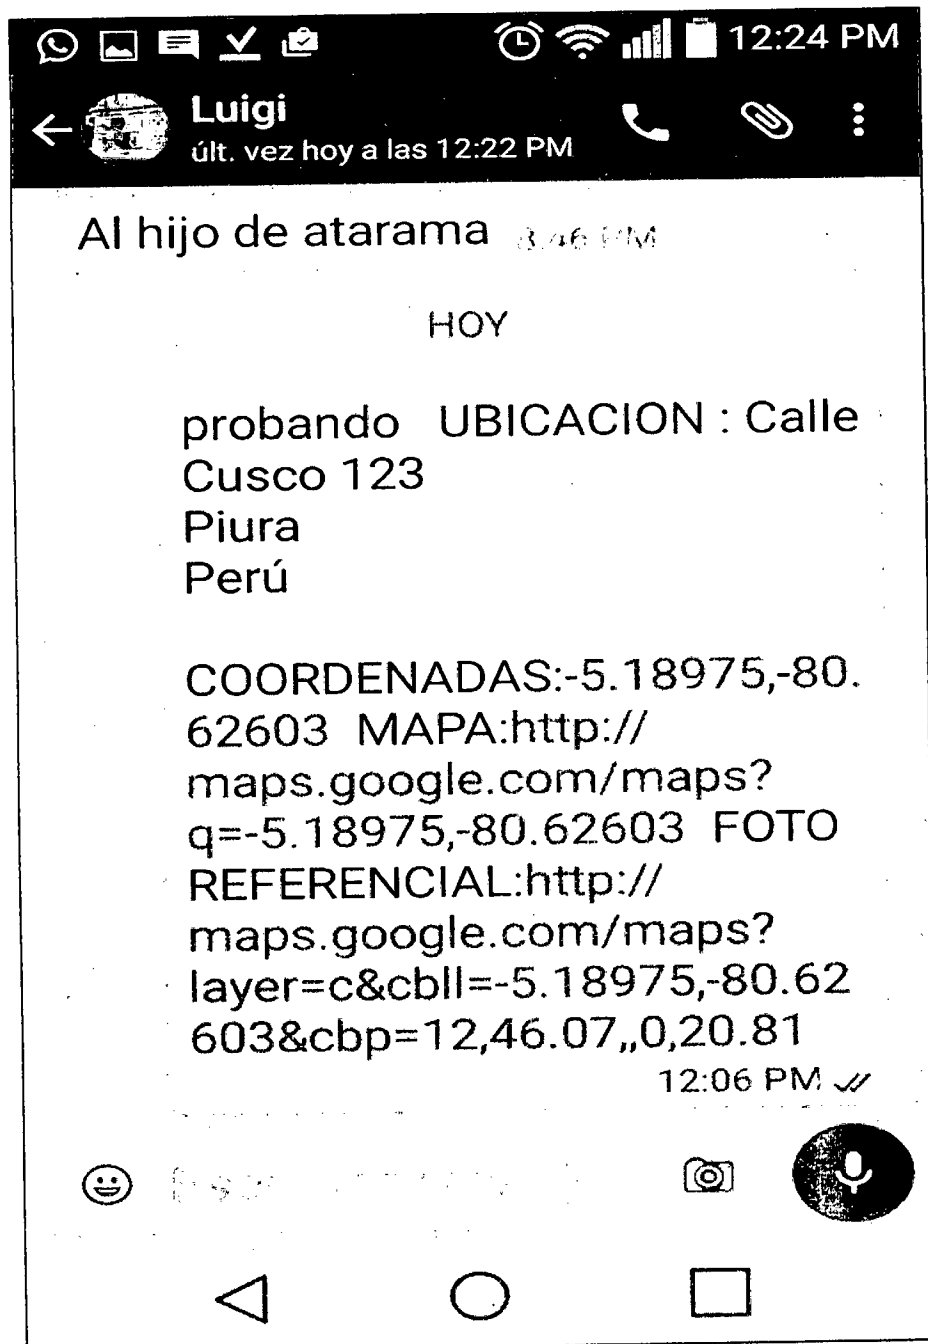 12:24 PM
Luigi
últ. vez hoy a las 12:22 PM
Al hijo de atarama 8:46 PM
HOY
probando UBICACION : Calle
Cusco 123
Piura
Perú
COORDENADAS:-5.18975,-80.
62603 MAPA:http://
maps.google.com/maps?
q=-5.18975,-80.62603 FOTO
REFERENCIAL:http://
maps.google.com/maps?
layer=c&cbll=-5.18975,-80.62
603&cbp=12,46.07,,0,20.81
12:06 PM